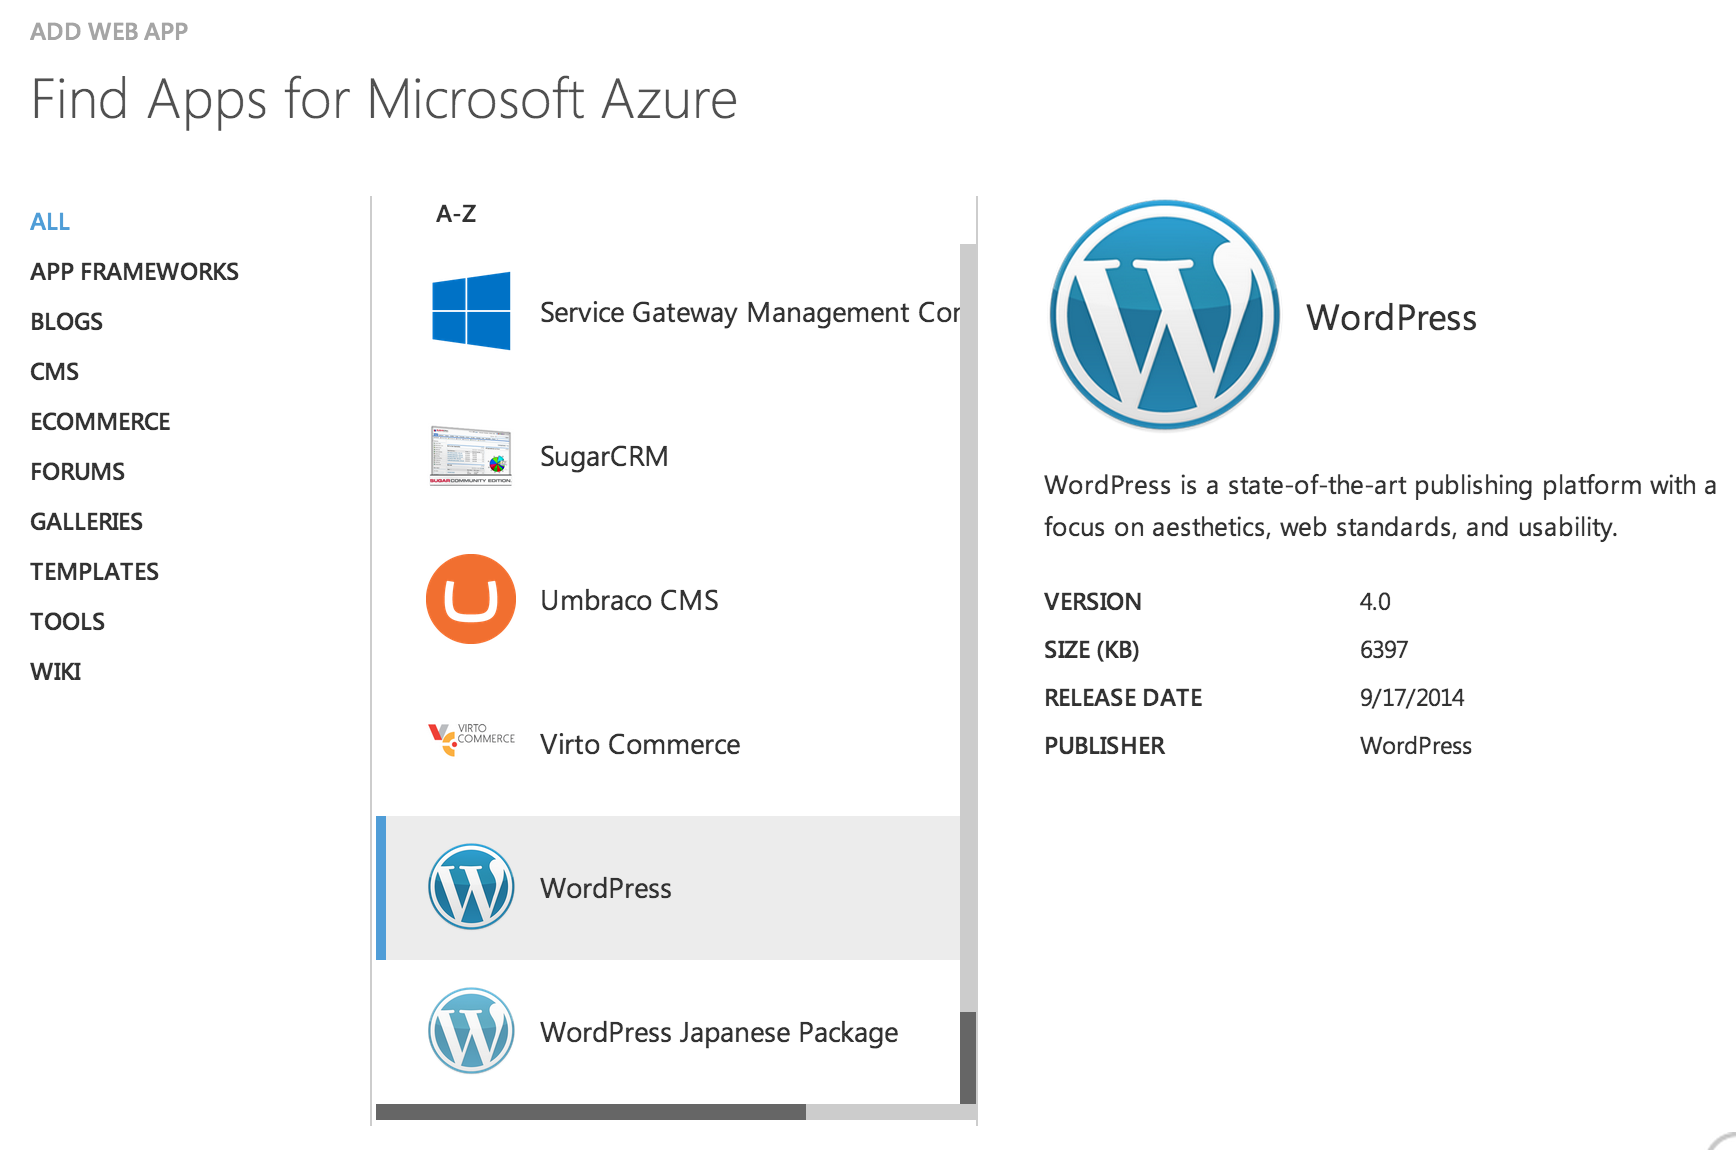 ADD WEB APP
Find Apps for Microsoft Azure
ALL
APP FRAMEWORKS
BLOGS
CMS
ECOMMERCE
FORUMS
GALLERIES
TEMPLATES
TOOLS
WIKI
A-Z
Service Gateway Management Cor
SugarCRM
SUGARCOMMUNITY EDITION.
Umbraco CMS
VIRTO
COMMERCE
Virto Commerce
WordPress
WordPress Japanese Package
WordPress
WordPress is a state-of-the-art publishing platform with a
focus on aesthetics, web standards, and usability.
VERSION 4.0
SIZE (KB) 6397
RELEASE DATE 9/17/2014
PUBLISHER WordPress